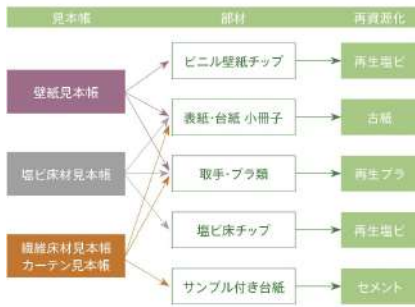 見本帳
部材
再資源化
壁紙見本帳
塩ビ床材見本帳
繊維床材見本帳
カーテン見本帳
ビニル壁紙チップ
表紙・台紙 小冊子
取手・プラ類
塩ビ床チップ
サンプル付き台紙
再生塩ビ
古紙
再生プラ
再生塩ビ
セメント